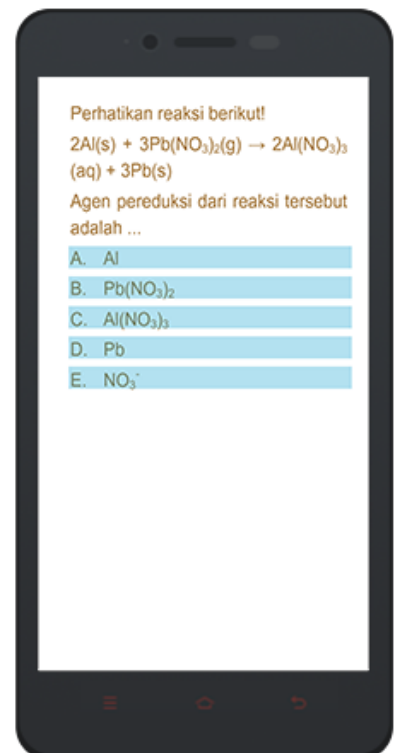 Perhatikan reaksi berikut!
2Al(s) + 3Pb(NO₃)₂(g) → 2Al(NO₃)₃
(aq) + 3Pb(s)
Agen pereduksi dari reaksi tersebut
adalah ...
A. Al
B. Pb(NO₃)₂
C. Al(NO₃)₃
D. Pb
E. NO₃⁻